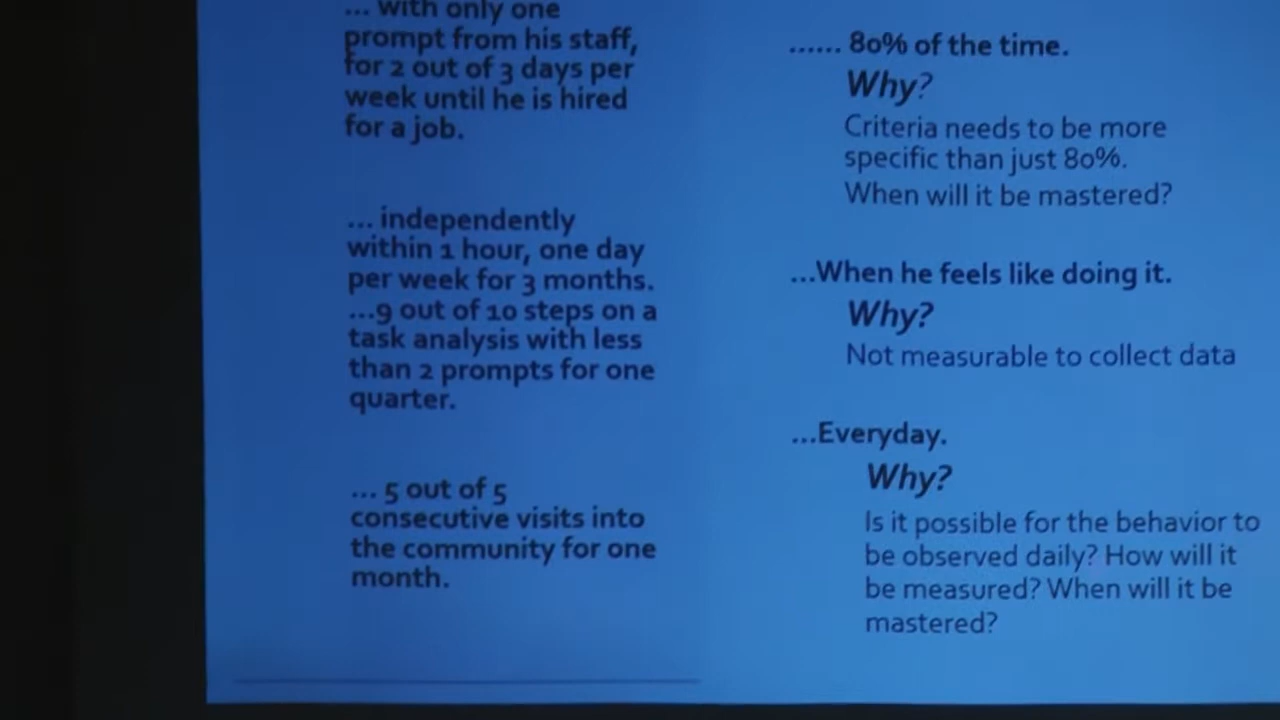 ... with only one
prompt from his staff,
for 2 out of 3 days per
week until he is hired
for a job.
... independently
within 1 hour, one day
per week for 3 months.
...9 out of 10 steps on a
task analysis with less
than 2 prompts for one
quarter.
... 5 out of 5
consecutive visits into
the community for one
month.
...... 80% of the time.
Why?
Criteria needs to be more
specific than just 80%.
When will it be mastered?
...When he feels like doing it.
Why?
Not measurable to collect data
...Everyday.
Why?
Is it possible for the behavior to
be observed daily? How will it
be measured? When will it be
mastered?